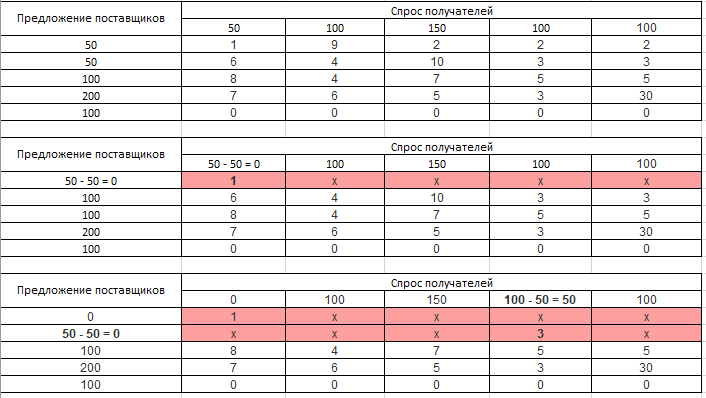 Предложение поставщиков Спрос получателей
50 100 150 100 100
50 1 9 2 2 2
50 6 4 10 3 3
100 8 4 7 5 5
200 7 6 5 3 30
100 0 0 0 0 0
Предложение поставщиков Спрос получателей
50 - 50 = 0 100 150 100 100
50 - 50 = 0 1 x x x x
100 6 4 10 3 3
100 8 4 7 5 5
200 7 6 5 3 30
100 0 0 0 0 0
Предложение поставщиков Спрос получателей
0 100 150 100 - 50 = 50 100
0 1 x x x x
50 - 50 = 0 x x x 3 x
100 8 4 7 5 5
200 7 6 5 3 30
100 0 0 0 0 0